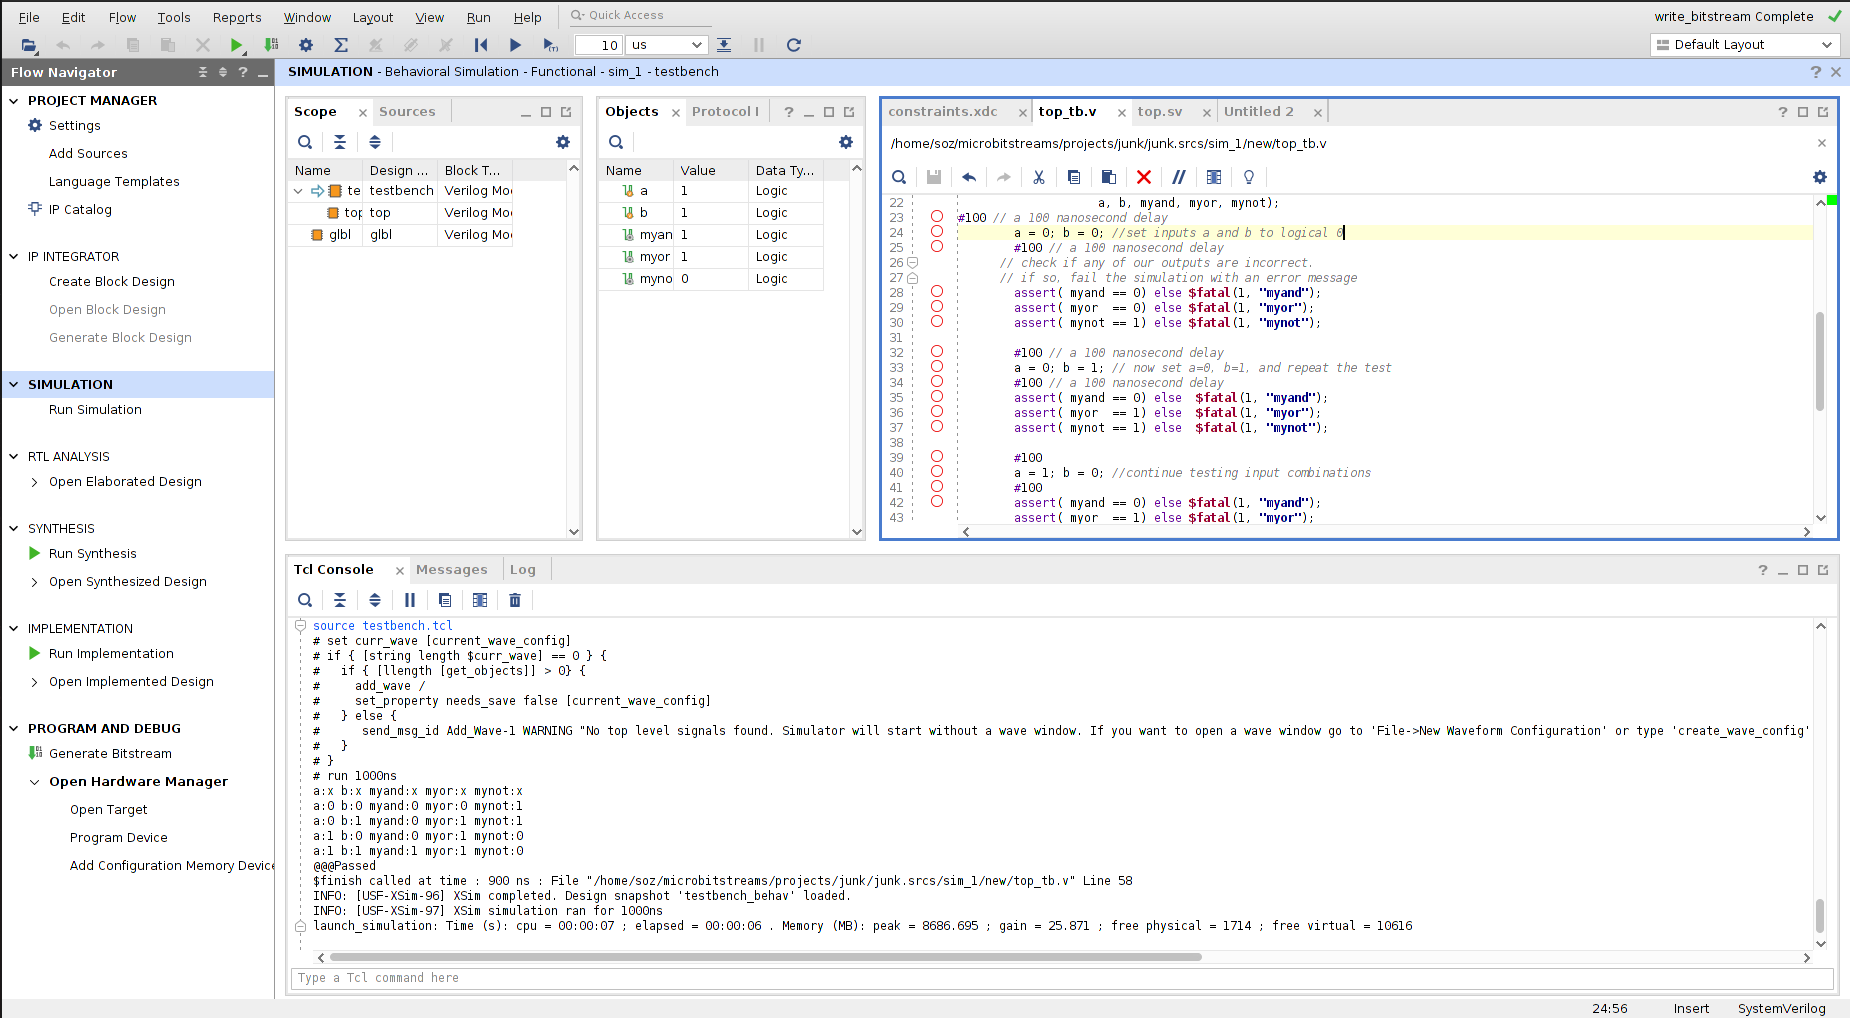 File Edit Flow Tools Reports Window Layout View Run Help Quick Access write_bitstream Complete
10 us Default Layout
Flow Navigator ? _
SIMULATION - Behavioral Simulation - Functional - sim_1 - testbench
PROJECT MANAGER
Settings
Add Sources
Language Templates
IP Catalog
IP INTEGRATOR
Create Block Design
Open Block Design
Generate Block Design
SIMULATION
Run Simulation
RTL ANALYSIS
Open Elaborated Design
SYNTHESIS
Run Synthesis
Open Synthesized Design
IMPLEMENTATION
Run Implementation
Open Implemented Design
PROGRAM AND DEBUG
Generate Bitstream
Open Hardware Manager
Open Target
Program Device
Add Configuration Memory Device
Scope Sources
Name Design ... Block T...
te testbench Verilog Mod
top top Verilog Mod
glbl glbl Verilog Mod
Objects Protocol I
Name Value Data Ty...
a 1 Logic
b 1 Logic
myan 1 Logic
myor 1 Logic
myno 0 Logic
constraints.xdc top_tb.v top.sv Untitled 2
/home/soz/microbitstreams/projects/junk/junk.srcs/sim_1/new/top_tb.v
22 a, b, myand, myor, mynot);
23 #100 // a 100 nanosecond delay
24 a = 0; b = 0; //set inputs a and b to logical 0
25 #100 // a 100 nanosecond delay
26 // check if any of our outputs are incorrect.
27 // if so, fail the simulation with an error message
28 assert( myand == 0) else $fatal(1, "myand");
29 assert( myor  == 0) else $fatal(1, "myor");
30 assert( mynot == 1) else $fatal(1, "mynot");
31
32 #100 // a 100 nanosecond delay
33 a = 0; b = 1; // now set a=0, b=1, and repeat the test
34 #100 // a 100 nanosecond delay
35 assert( myand == 0) else  $fatal(1, "myand");
36 assert( myor  == 1) else  $fatal(1, "myor");
37 assert( mynot == 1) else  $fatal(1, "mynot");
38
39 #100
40 a = 1; b = 0; //continue testing input combinations
41 #100
42 assert( myand == 0) else $fatal(1, "myand");
43 assert( myor  == 1) else $fatal(1, "myor");
Tcl Console Messages Log
source testbench.tcl
# set curr_wave [current_wave_config]
# if { [string length $curr_wave] == 0 } {
#   if { [llength [get_objects]] > 0} {
#     add_wave /
#     set_property needs_save false [current_wave_config]
#   } else {
#      send_msg_id Add_Wave-1 WARNING "No top level signals found. Simulator will start without a wave window. If you want to open a wave window go to 'File->New Waveform Configuration' or type 'create_wave_config'
#   }
# }
# run 1000ns
a:x b:x myand:x myor:x mynot:x
a:0 b:0 myand:0 myor:0 mynot:1
a:0 b:1 myand:0 myor:1 mynot:1
a:1 b:0 myand:0 myor:1 mynot:0
a:1 b:1 myand:1 myor:1 mynot:0
@@@Passed
$finish called at time : 900 ns : File "/home/soz/microbitstreams/projects/junk/junk.srcs/sim_1/new/top_tb.v" Line 58
INFO: [USF-XSim-96] XSim completed. Design snapshot 'testbench_behav' loaded.
INFO: [USF-XSim-97] XSim simulation ran for 1000ns
launch_simulation: Time (s): cpu = 00:00:07 ; elapsed = 00:00:06 . Memory (MB): peak = 8686.695 ; gain = 25.871 ; free physical = 1714 ; free virtual = 10616
Type a Tcl command here
24:56 Insert SystemVerilog